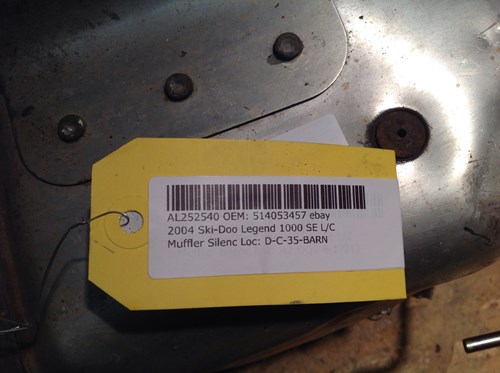 AL252540 OEM: 514053457 ebay
2004 Ski-Doo Legend 1000 SE L/C
Muffler Silenc Loc: D-C-35-BARN